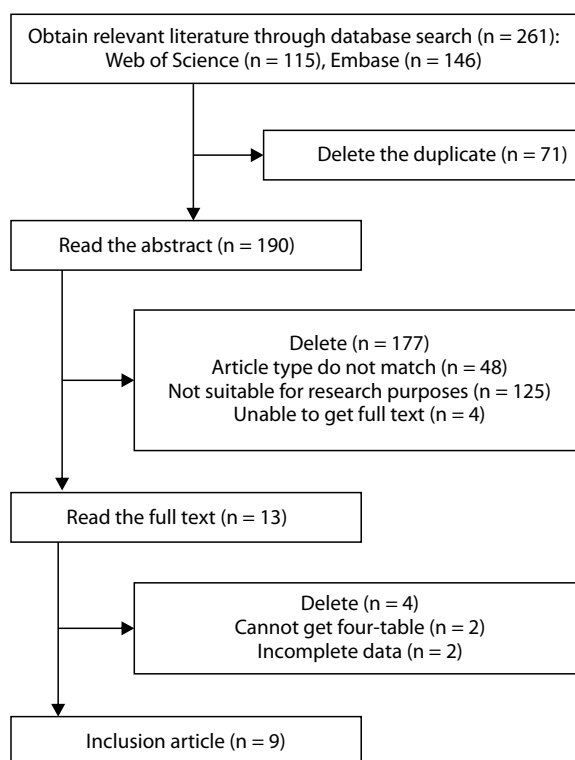 Obtain relevant literature through database search (n = 261):
Web of Science (n = 115), Embase (n = 146)
Delete the duplicate (n = 71)
Read the abstract (n = 190)
Delete (n = 177)
Article type do not match (n = 48)
Not suitable for research purposes (n = 125)
Unable to get full text (n = 4)
Read the full text (n = 13)
Delete (n = 4)
Cannot get four-table (n = 2)
Incomplete data (n = 2)
Inclusion article (n = 9)